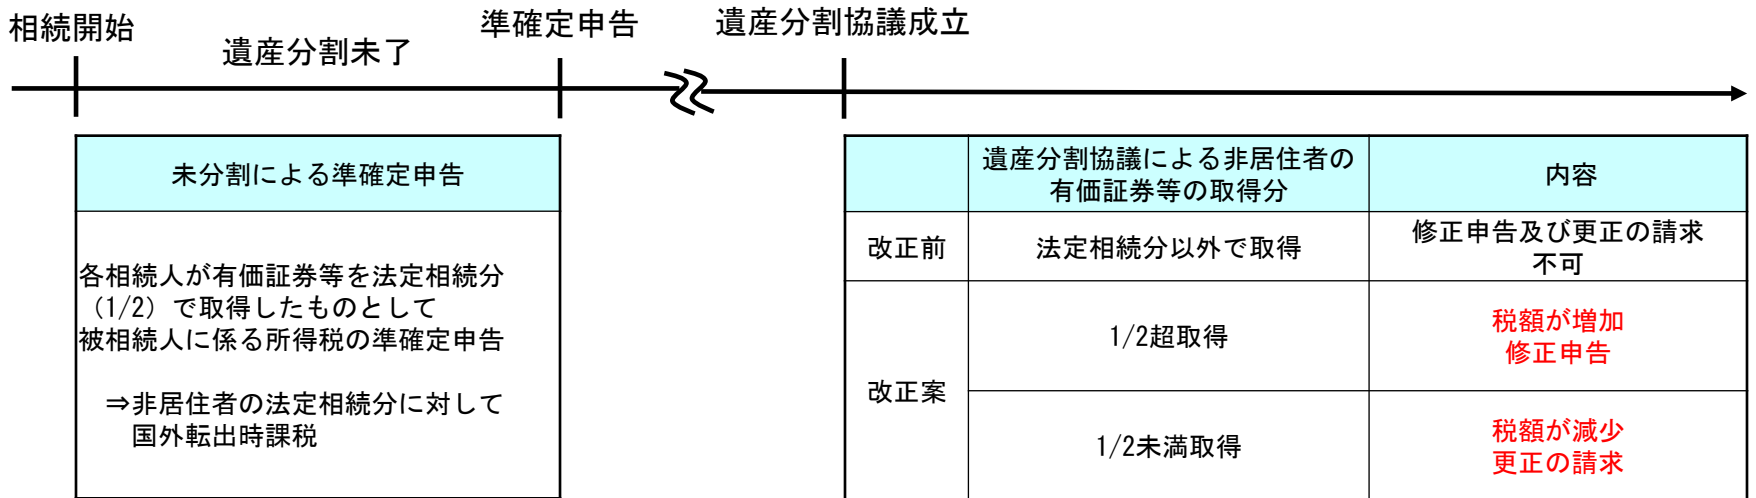 相続開始
遺産分割未了
準確定申告
遺産分割協議成立
未分割による準確定申告
各相続人が有価証券等を法定相続分
（1/2）で取得したものとして
被相続人に係る所得税の準確定申告
⇒非居住者の法定相続分に対して
国外転出時課税
遺産分割協議による非居住者の
有価証券等の取得分
内容
改正前
法定相続分以外で取得
修正申告及び更正の請求
不可
改正案
1/2超取得
税額が増加
修正申告
1/2未満取得
税額が減少
更正の請求